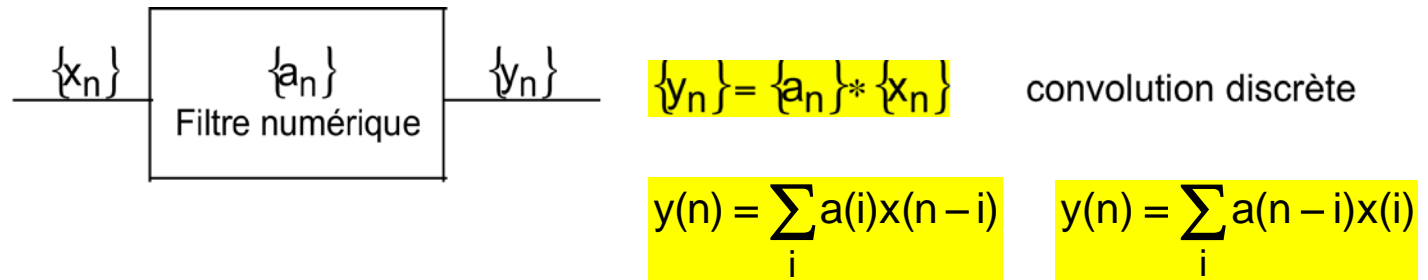 {xn} {an} {yn}
Filtre numérique
{yn} = {an} * {xn} convolution discrète
y(n) = ∑ a(i)x(n – i) y(n) = ∑ a(n – i)x(i)
i i